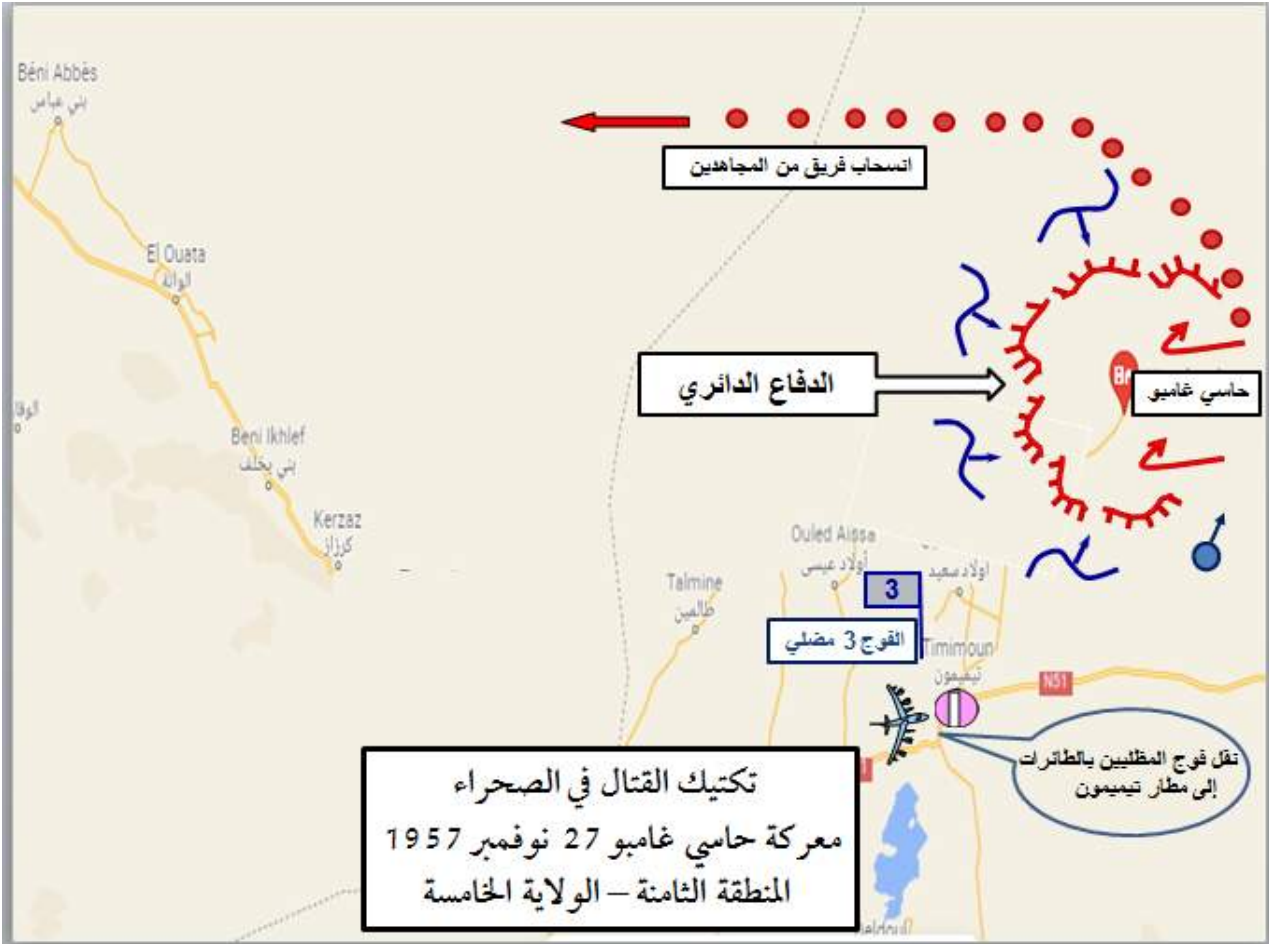 Béni Abbès
بني عباس
انسحاب فريق من المجاهدين
El Ouata
الواتة
الدفاع الدائري
حاسي غامبو
Beni Ikhlef
بني يخلف
Kerzaz
كرزاز
Ouled Aissa
أولاد عيسى
اولاد سعيد
Talmine
طالمين
3
الفوج 3 مضلي
Timimoun
تيميمون
N51
نقل فوج المظليين بالطائرات
إلى مطار تيميمون
تكتيك القتال في الصحراء
معركة حاسي غامبو 27 نوفمبر 1957
المنطقة الثامنة – الولاية الخامسة